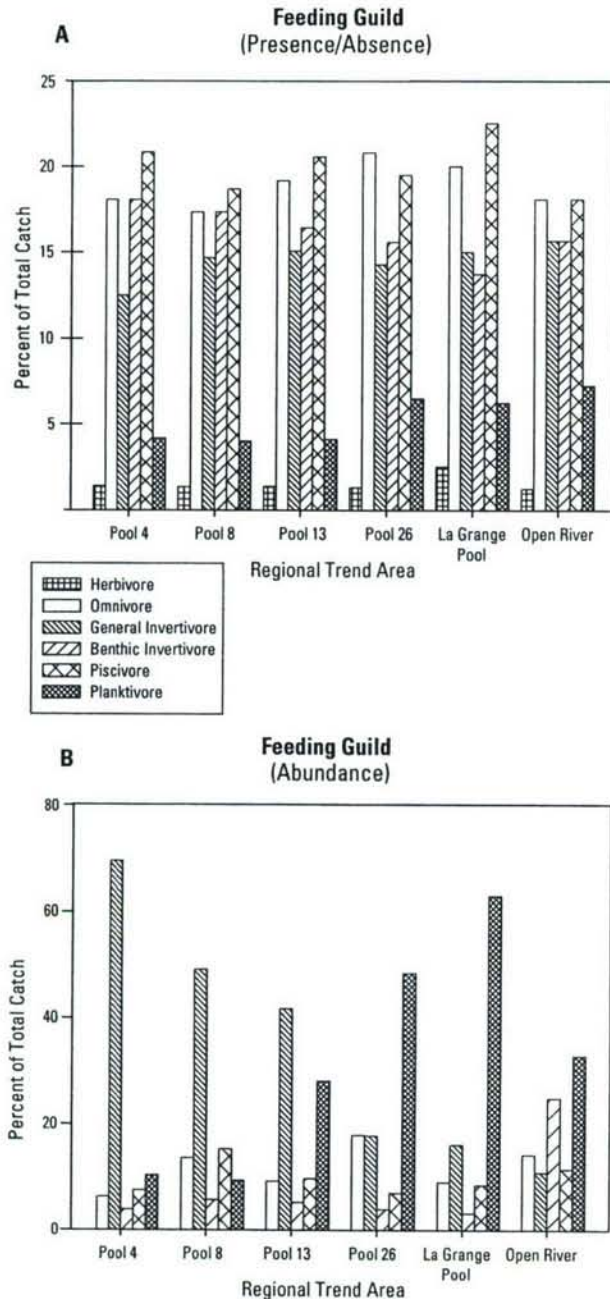 A
Feeding Guild
(Presence/Absence)
Percent of Total Catch
25
20
15
10
5
Pool 4
Pool 8
Pool 13
Pool 26
La Grange
Pool
Open River
Regional Trend Area
Herbivore
Omnivore
General Invertivore
Benthic Invertivore
Piscivore
Planktivore
B
Feeding Guild
(Abundance)
Percent of Total Catch
80
60
40
20
0
Pool 4
Pool 8
Pool 13
Pool 26
La Grange
Pool
Open River
Regional Trend Area